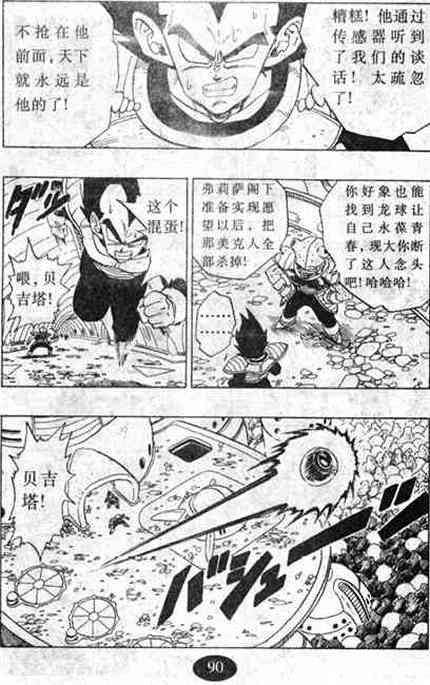 糟糕！他通过
传感器听到
了我们的谈
话！太疏忽
了！
不抢在他
前面，天下
就永远是
他的了！
你好象也能
找到龙球让
自己永葆青
春，现大你断
了这人念头
吧！哈哈哈！
弗莉萨阁下
准备实现愿
望以后，把
那美克人全
部杀掉！
………
………
这个
混蛋！
ダッ
喂，贝
吉塔！
贝吉
塔！
バシューッ
90